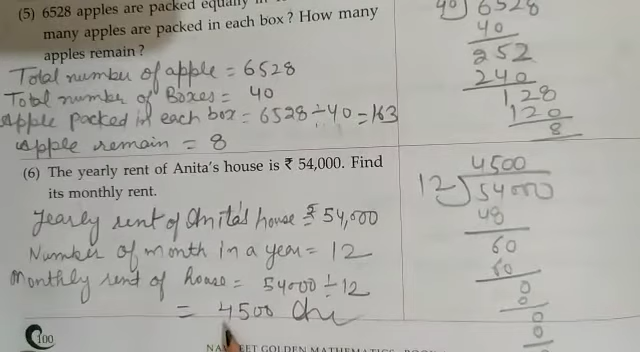 (5) 6528 apples are packed equally in
many apples are packed in each box ? How many
apples remain ?
Total number of apple = 6528
Total number of Boxes = 40
Apple packed in each box = 6528 ÷ 40 = 163
Apple remain = 8
40 ) 6528
40
252
240
128
120
8
(6) The yearly rent of Anita's house is ₹ 54,000. Find
its monthly rent.
Yearly rent of Anita's house = ₹ 54,000
Number of month in a year = 12
Monthly rent of house = 54000 ÷ 12
= 4500
4500
12 ) 54000
48
60
60
0
0
0
0
100
NAVNEET GOLDEN MATHEMATICS